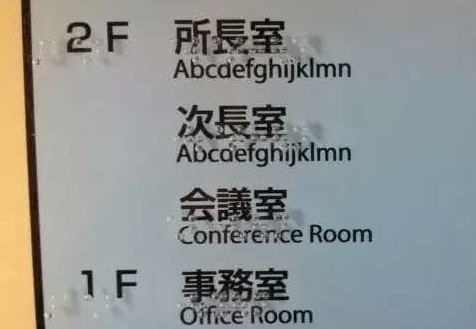 2F 所長室
Abcdefghijklmn
次長室
Abcdefghijklmn
会議室
Conference Room
1F 事務室
Office Room